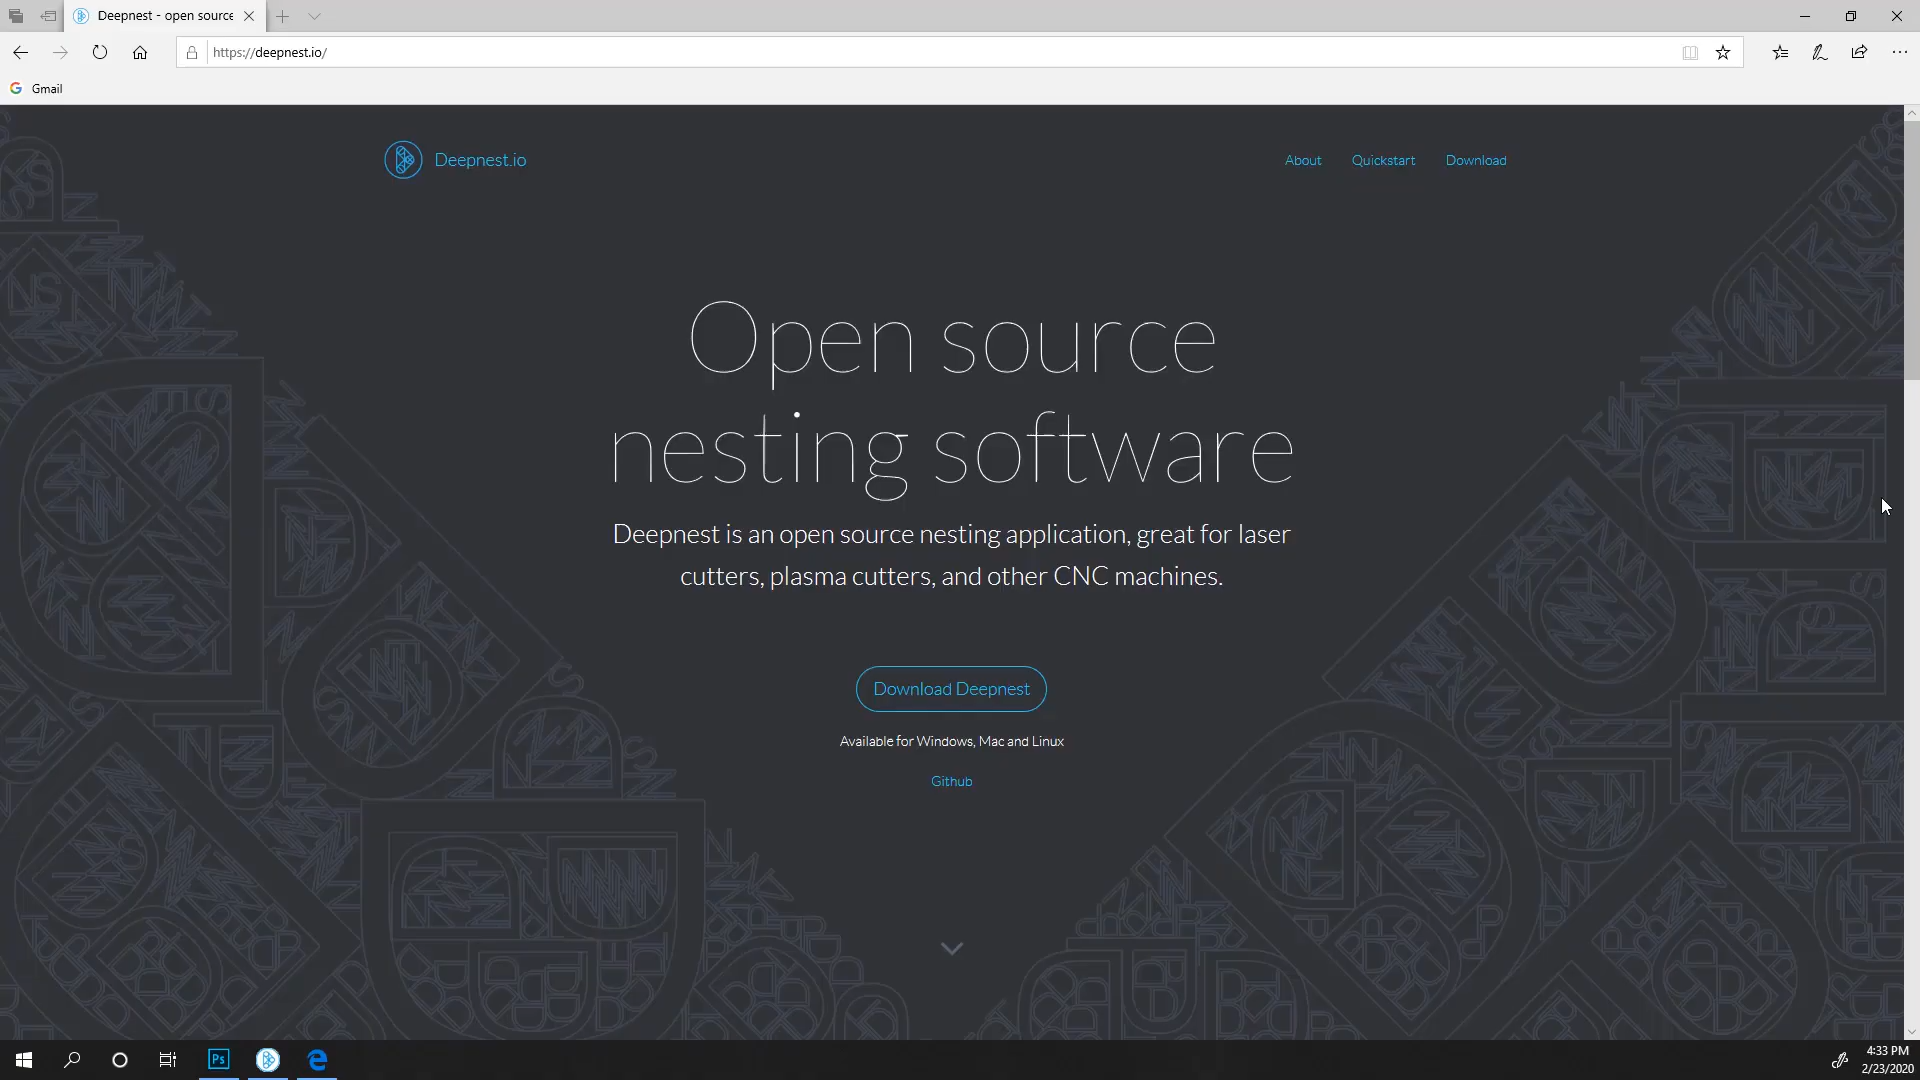 Deepnest - open source
https://deepnest.io/
Gmail
Deepnest.io
About
Quickstart
Download
Open source
nesting software
Deepnest is an open source nesting application, great for laser
cutters, plasma cutters, and other CNC machines.
Download Deepnest
Available for Windows, Mac and Linux
Github
Ps
4:33 PM
2/23/2020